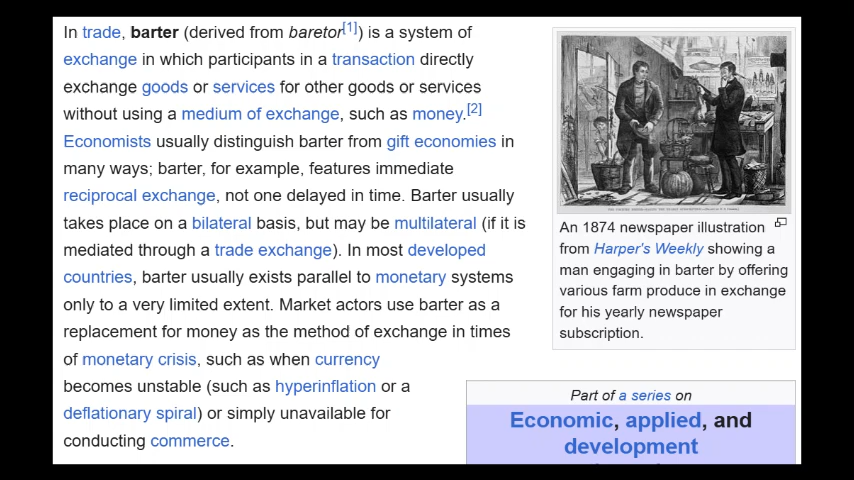 In trade, barter (derived from baretor[1]) is a system of
exchange in which participants in a transaction directly
exchange goods or services for other goods or services
without using a medium of exchange, such as money.[2]
Economists usually distinguish barter from gift economies in
many ways; barter, for example, features immediate
reciprocal exchange, not one delayed in time. Barter usually
takes place on a bilateral basis, but may be multilateral (if it is
mediated through a trade exchange). In most developed
countries, barter usually exists parallel to monetary systems
only to a very limited extent. Market actors use barter as a
replacement for money as the method of exchange in times
of monetary crisis, such as when currency
becomes unstable (such as hyperinflation or a
deflationary spiral) or simply unavailable for
conducting commerce.
An 1874 newspaper illustration
from Harper's Weekly showing a
man engaging in barter by offering
various farm produce in exchange
for his yearly newspaper
subscription.
Part of a series on
Economic, applied, and
development